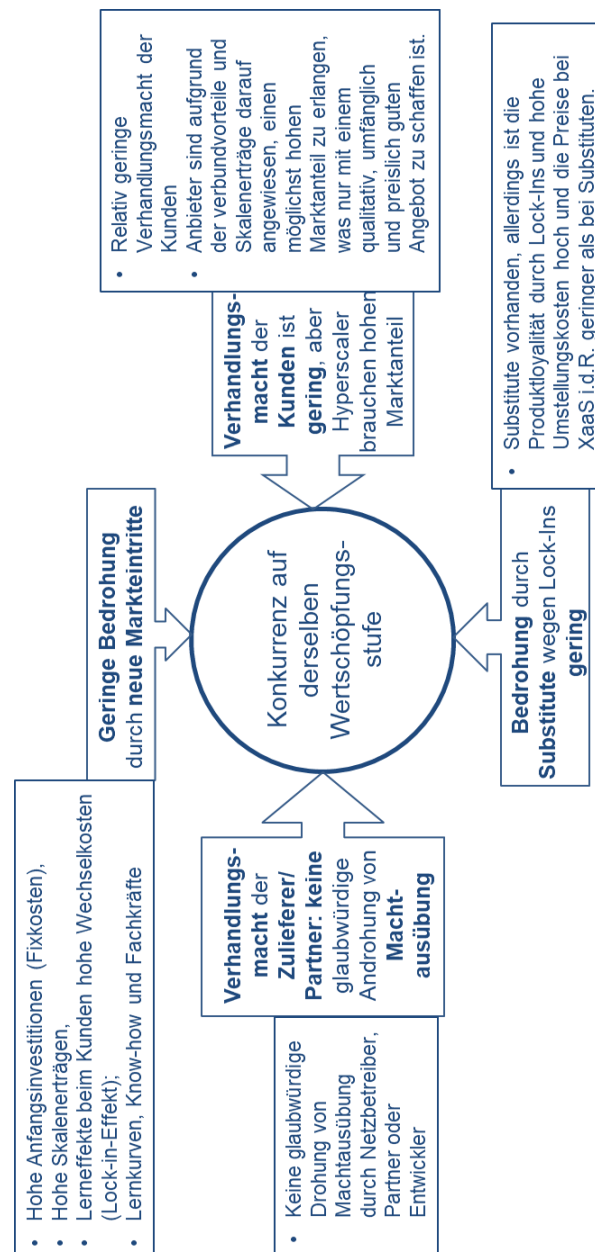 • Hohe Anfangsinvestitionen (Fixkosten),
• Hohe Skalenerträgen,
• Lerneffekte beim Kunden hohe Wechselkosten
(Lock-in-Effekt);
• Lernkurven, Know-how und Fachkräfte
Geringe Bedrohung
durch neue Markteintritte
• Keine glaubwürdige
Drohung von
Machtausübung
durch Netzbetreiber,
Partner oder
Entwickler
Verhandlungs-
macht der
Zulieferer/
Partner: keine
glaubwürdige
Androhung von
Macht-
ausübung
Konkurrenz auf
derselben
Wertschöpfungs-
stufe
Verhandlungs-
macht der
Kunden ist
gering, aber
Hyperscaler
brauchen hohen
Marktanteil
• Relativ geringe
Verhandlungsmacht der
Kunden
• Anbieter sind aufgrund
der verbundvorteile und
Skalenerträge darauf
angewiesen, einen
möglichst hohen
Marktanteil zu erlangen,
was nur mit einem
qualitativ, umfänglich
und preislich guten
Angebot zu schaffen ist.
Bedrohung durch
Substitute wegen Lock-Ins
gering
• Substitute vorhanden, allerdings ist die
Produktloyalität durch Lock-Ins und hohe
Umstellungskosten hoch und die Preise bei
XaaS i.d.R. geringer als bei Substituten.